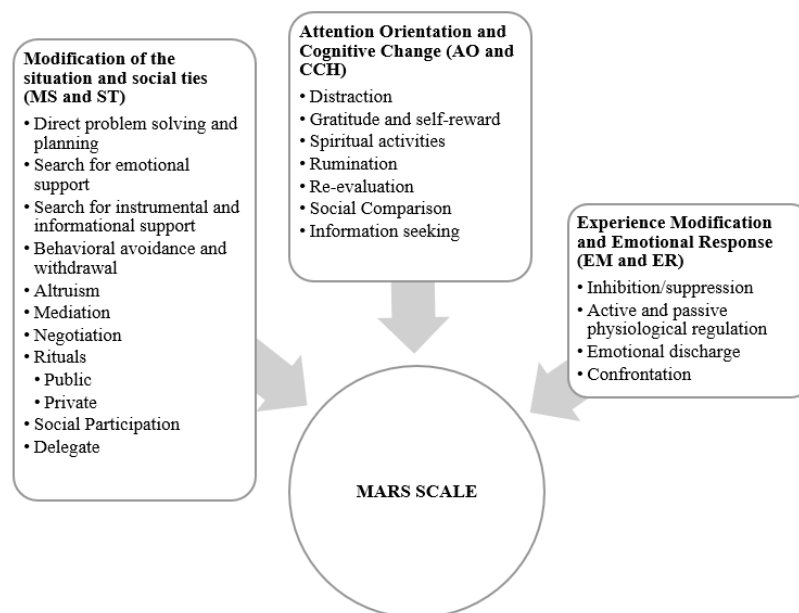 Modification of the
situation and social ties
(MS and ST)
• Direct problem solving and
planning
• Search for emotional
support
• Search for instrumental and
informational support
• Behavioral avoidance and
withdrawal
• Altruism
• Mediation
• Negotiation
• Rituals
• Public
• Private
• Social Participation
• Delegate
Attention Orientation and
Cognitive Change (AO and
CCH)
• Distraction
• Gratitude and self-reward
• Spiritual activities
• Rumination
• Re-evaluation
• Social Comparison
• Information seeking
Experience Modification
and Emotional Response
(EM and ER)
• Inhibition/suppression
• Active and passive
physiological regulation
• Emotional discharge
• Confrontation
MARS SCALE